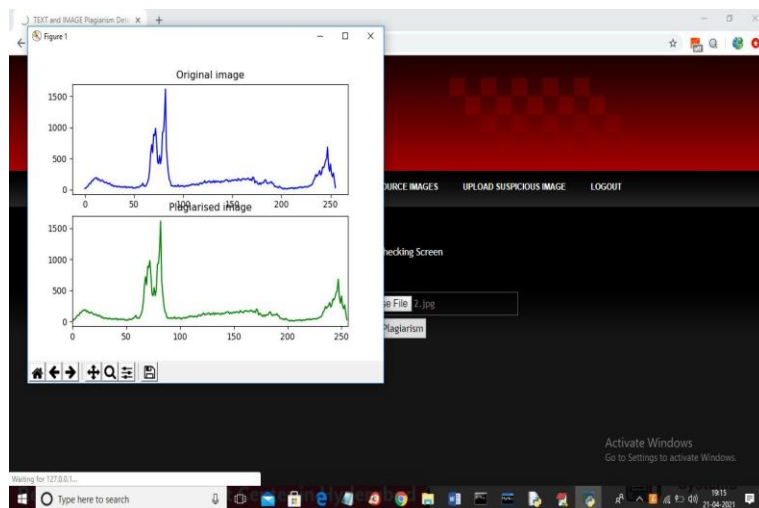 TEXT and IMAGE Plagiarism Det
Figure 1
Original image
1500
1000
500
0
0 50 100 150 200 250
Plagiarised image
1500
1000
500
0
0 50 100 150 200 250
OURCE IMAGES UPLOAD SUSPICIOUS IMAGE LOGOUT
hecking Screen
se File 2.jpg
Plagiarism
Activate Windows
Go to Settings to activate Windows.
Waiting for 127.0.0.1...
Type here to search
19:15
21-04-2021